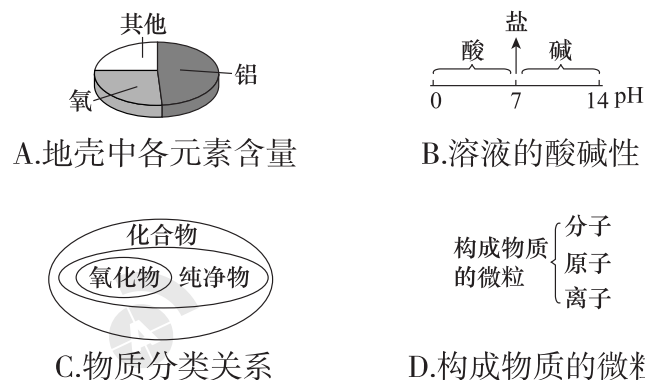 其他
铝
氧
A.地壳中各元素含量
盐
酸 碱
0 7 14 pH
B.溶液的酸碱性
化合物
氧化物 纯净物
C.物质分类关系
构成物质的微粒
分子
原子
离子
D.构成物质的微粒